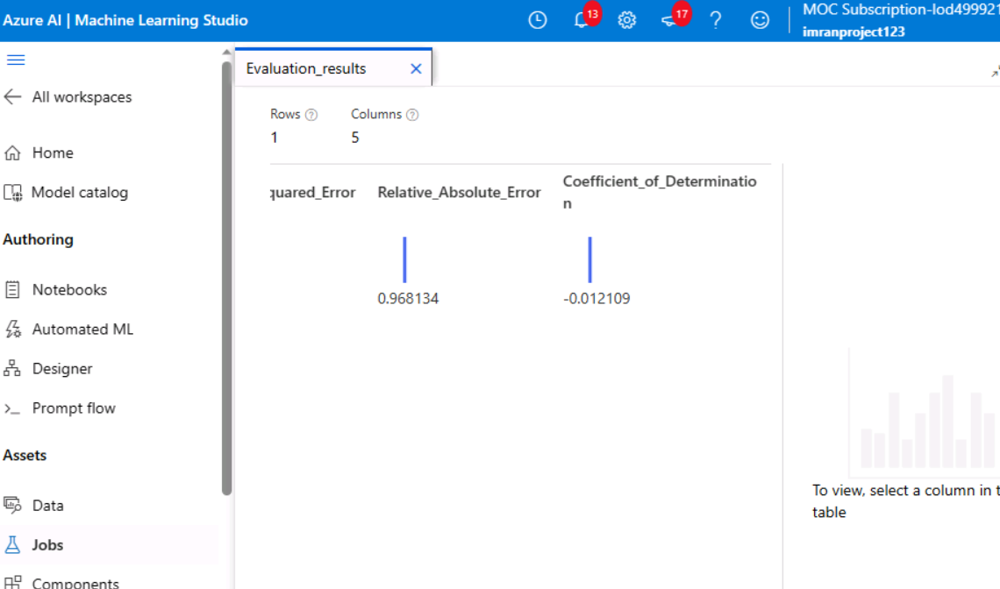 Azure AI | Machine Learning Studio
13
17
MOC Subscription-lod499921
imranproject123
All workspaces
Home
Model catalog
Authoring
Notebooks
Automated ML
Designer
Prompt flow
Assets
Data
Jobs
Components
Evaluation_results
Rows
Columns
1
5
quared_Error
Relative_Absolute_Error
Coefficient_of_Determinatio
n
0.968134
-0.012109
To view, select a column in t
table